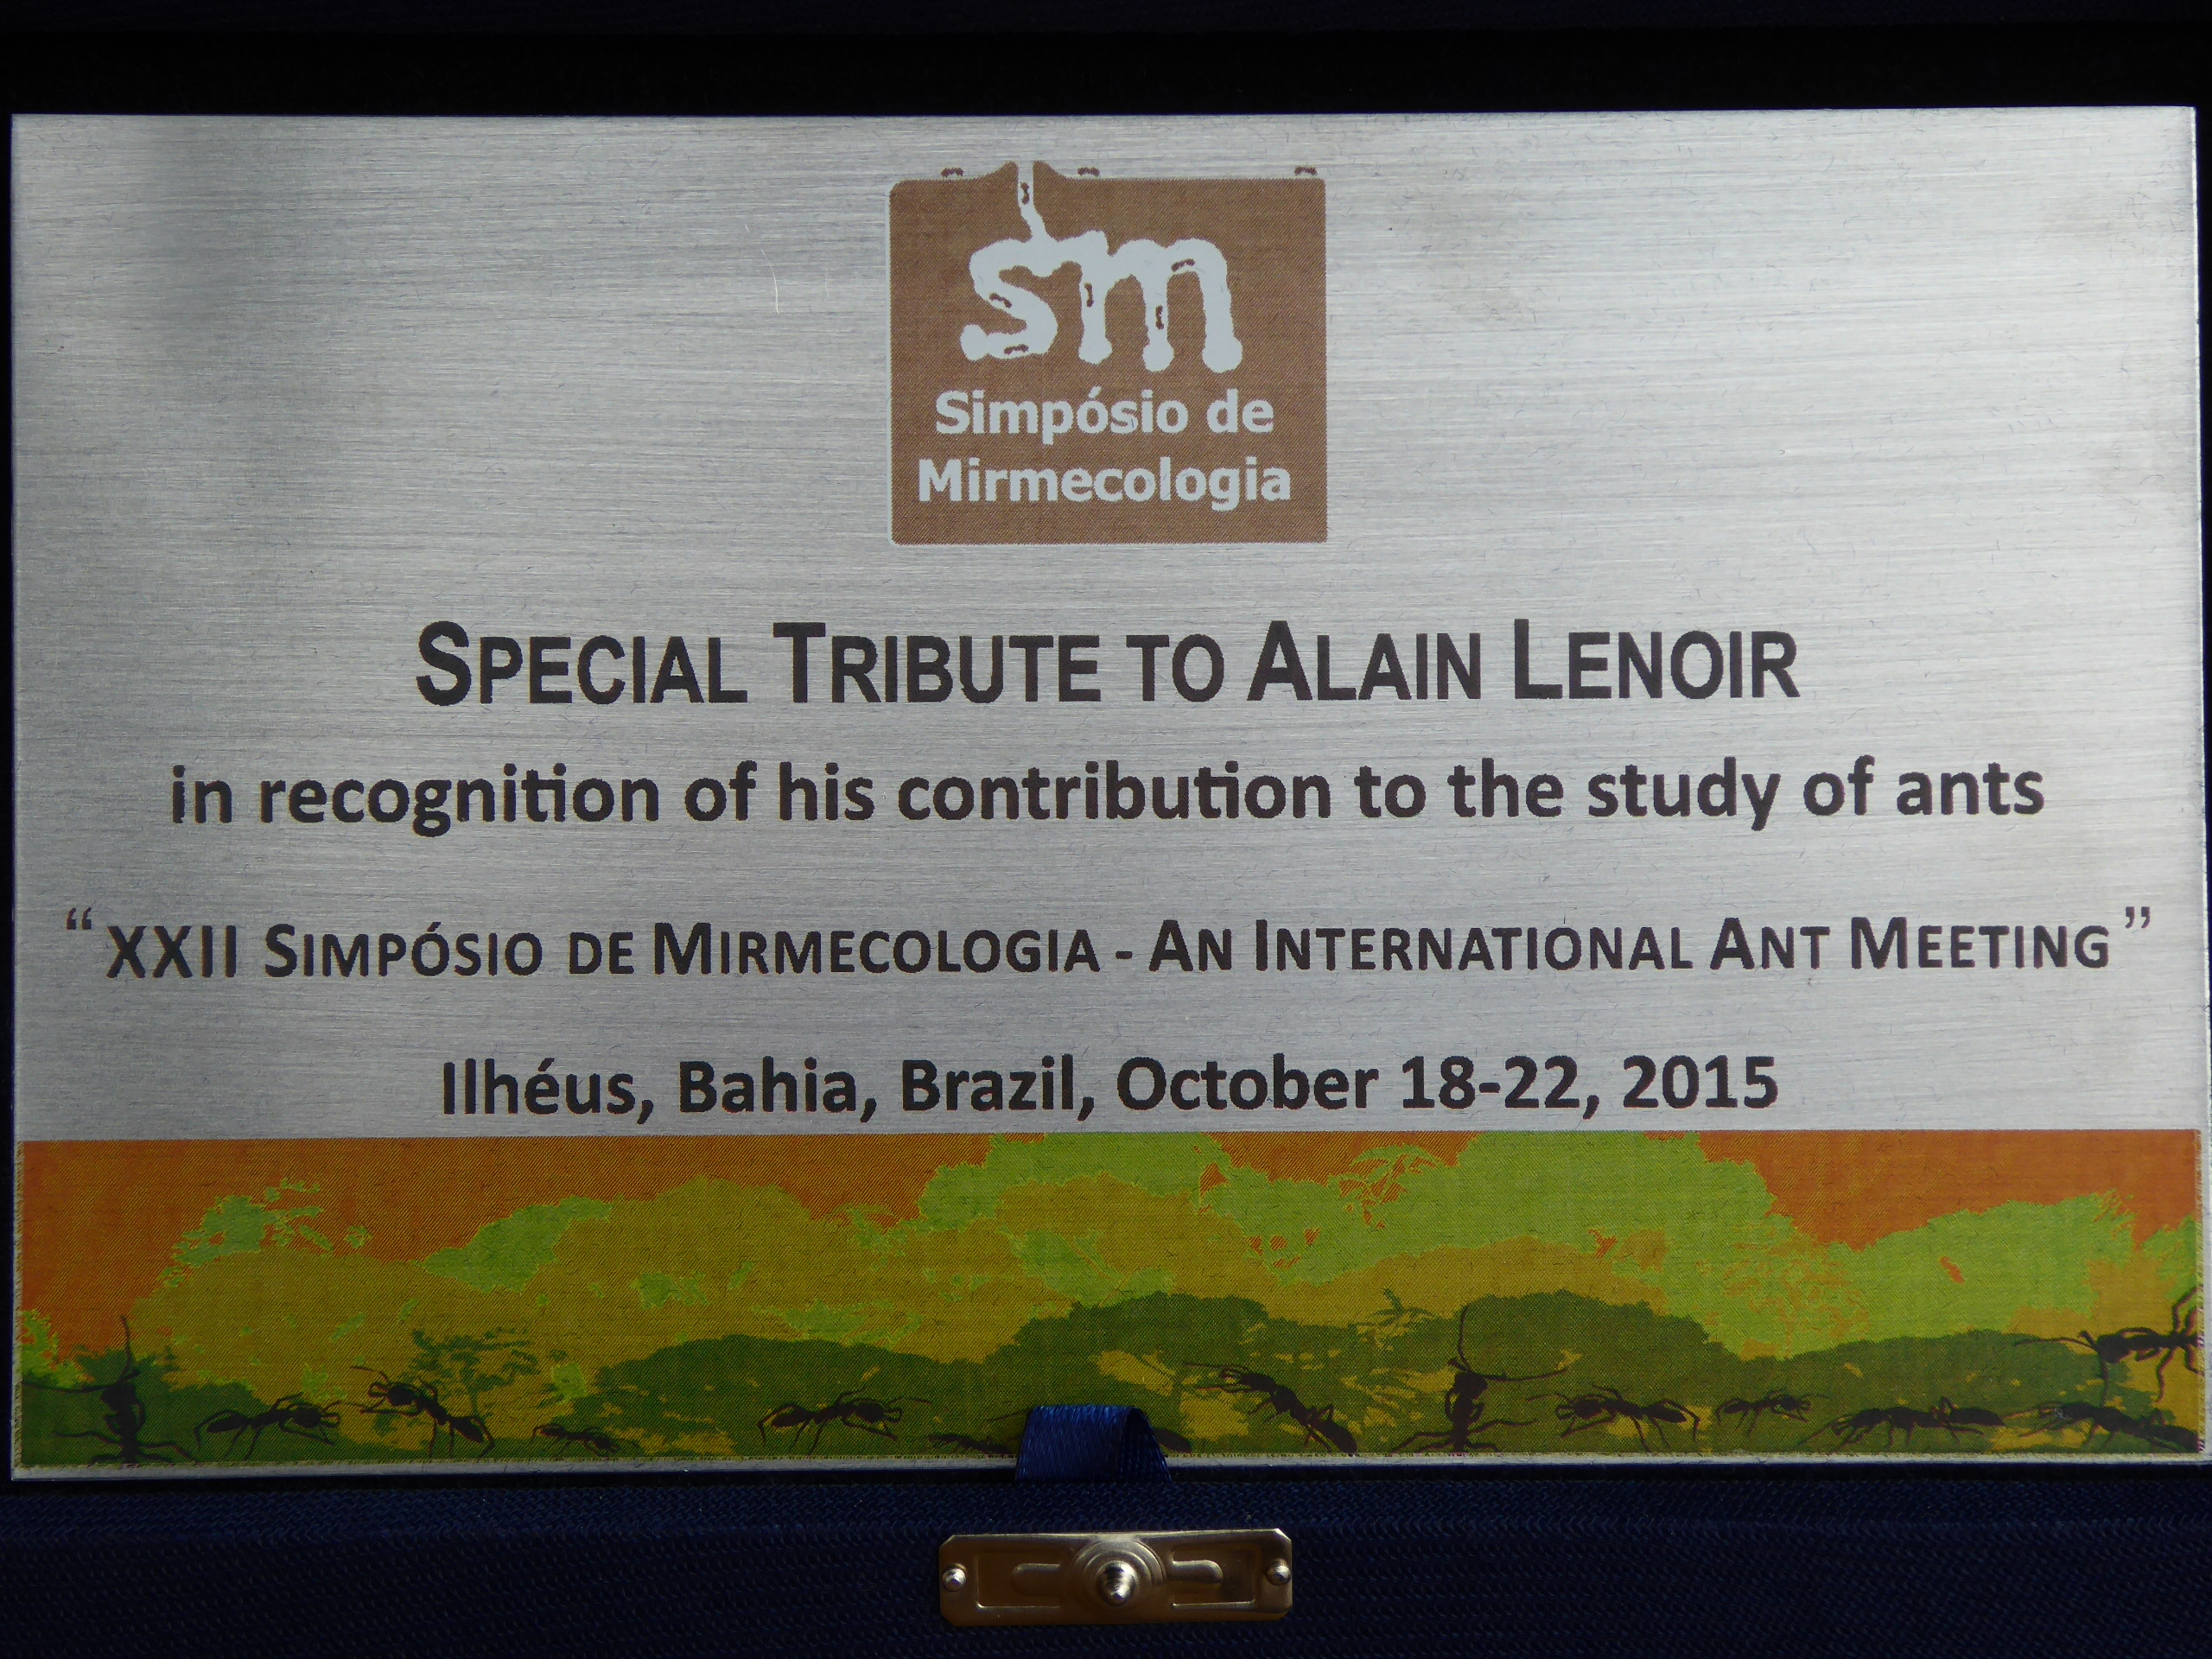 sm
Simpósio de
Mirmecologia
SPECIAL TRIBUTE TO ALAIN LENOIR
in recognition of his contribution to the study of ants
“XXII SIMPÓSIO DE MIRMECOLOGIA - AN INTERNATIONAL ANT MEETING”
Ilhéus, Bahia, Brazil, October 18-22, 2015